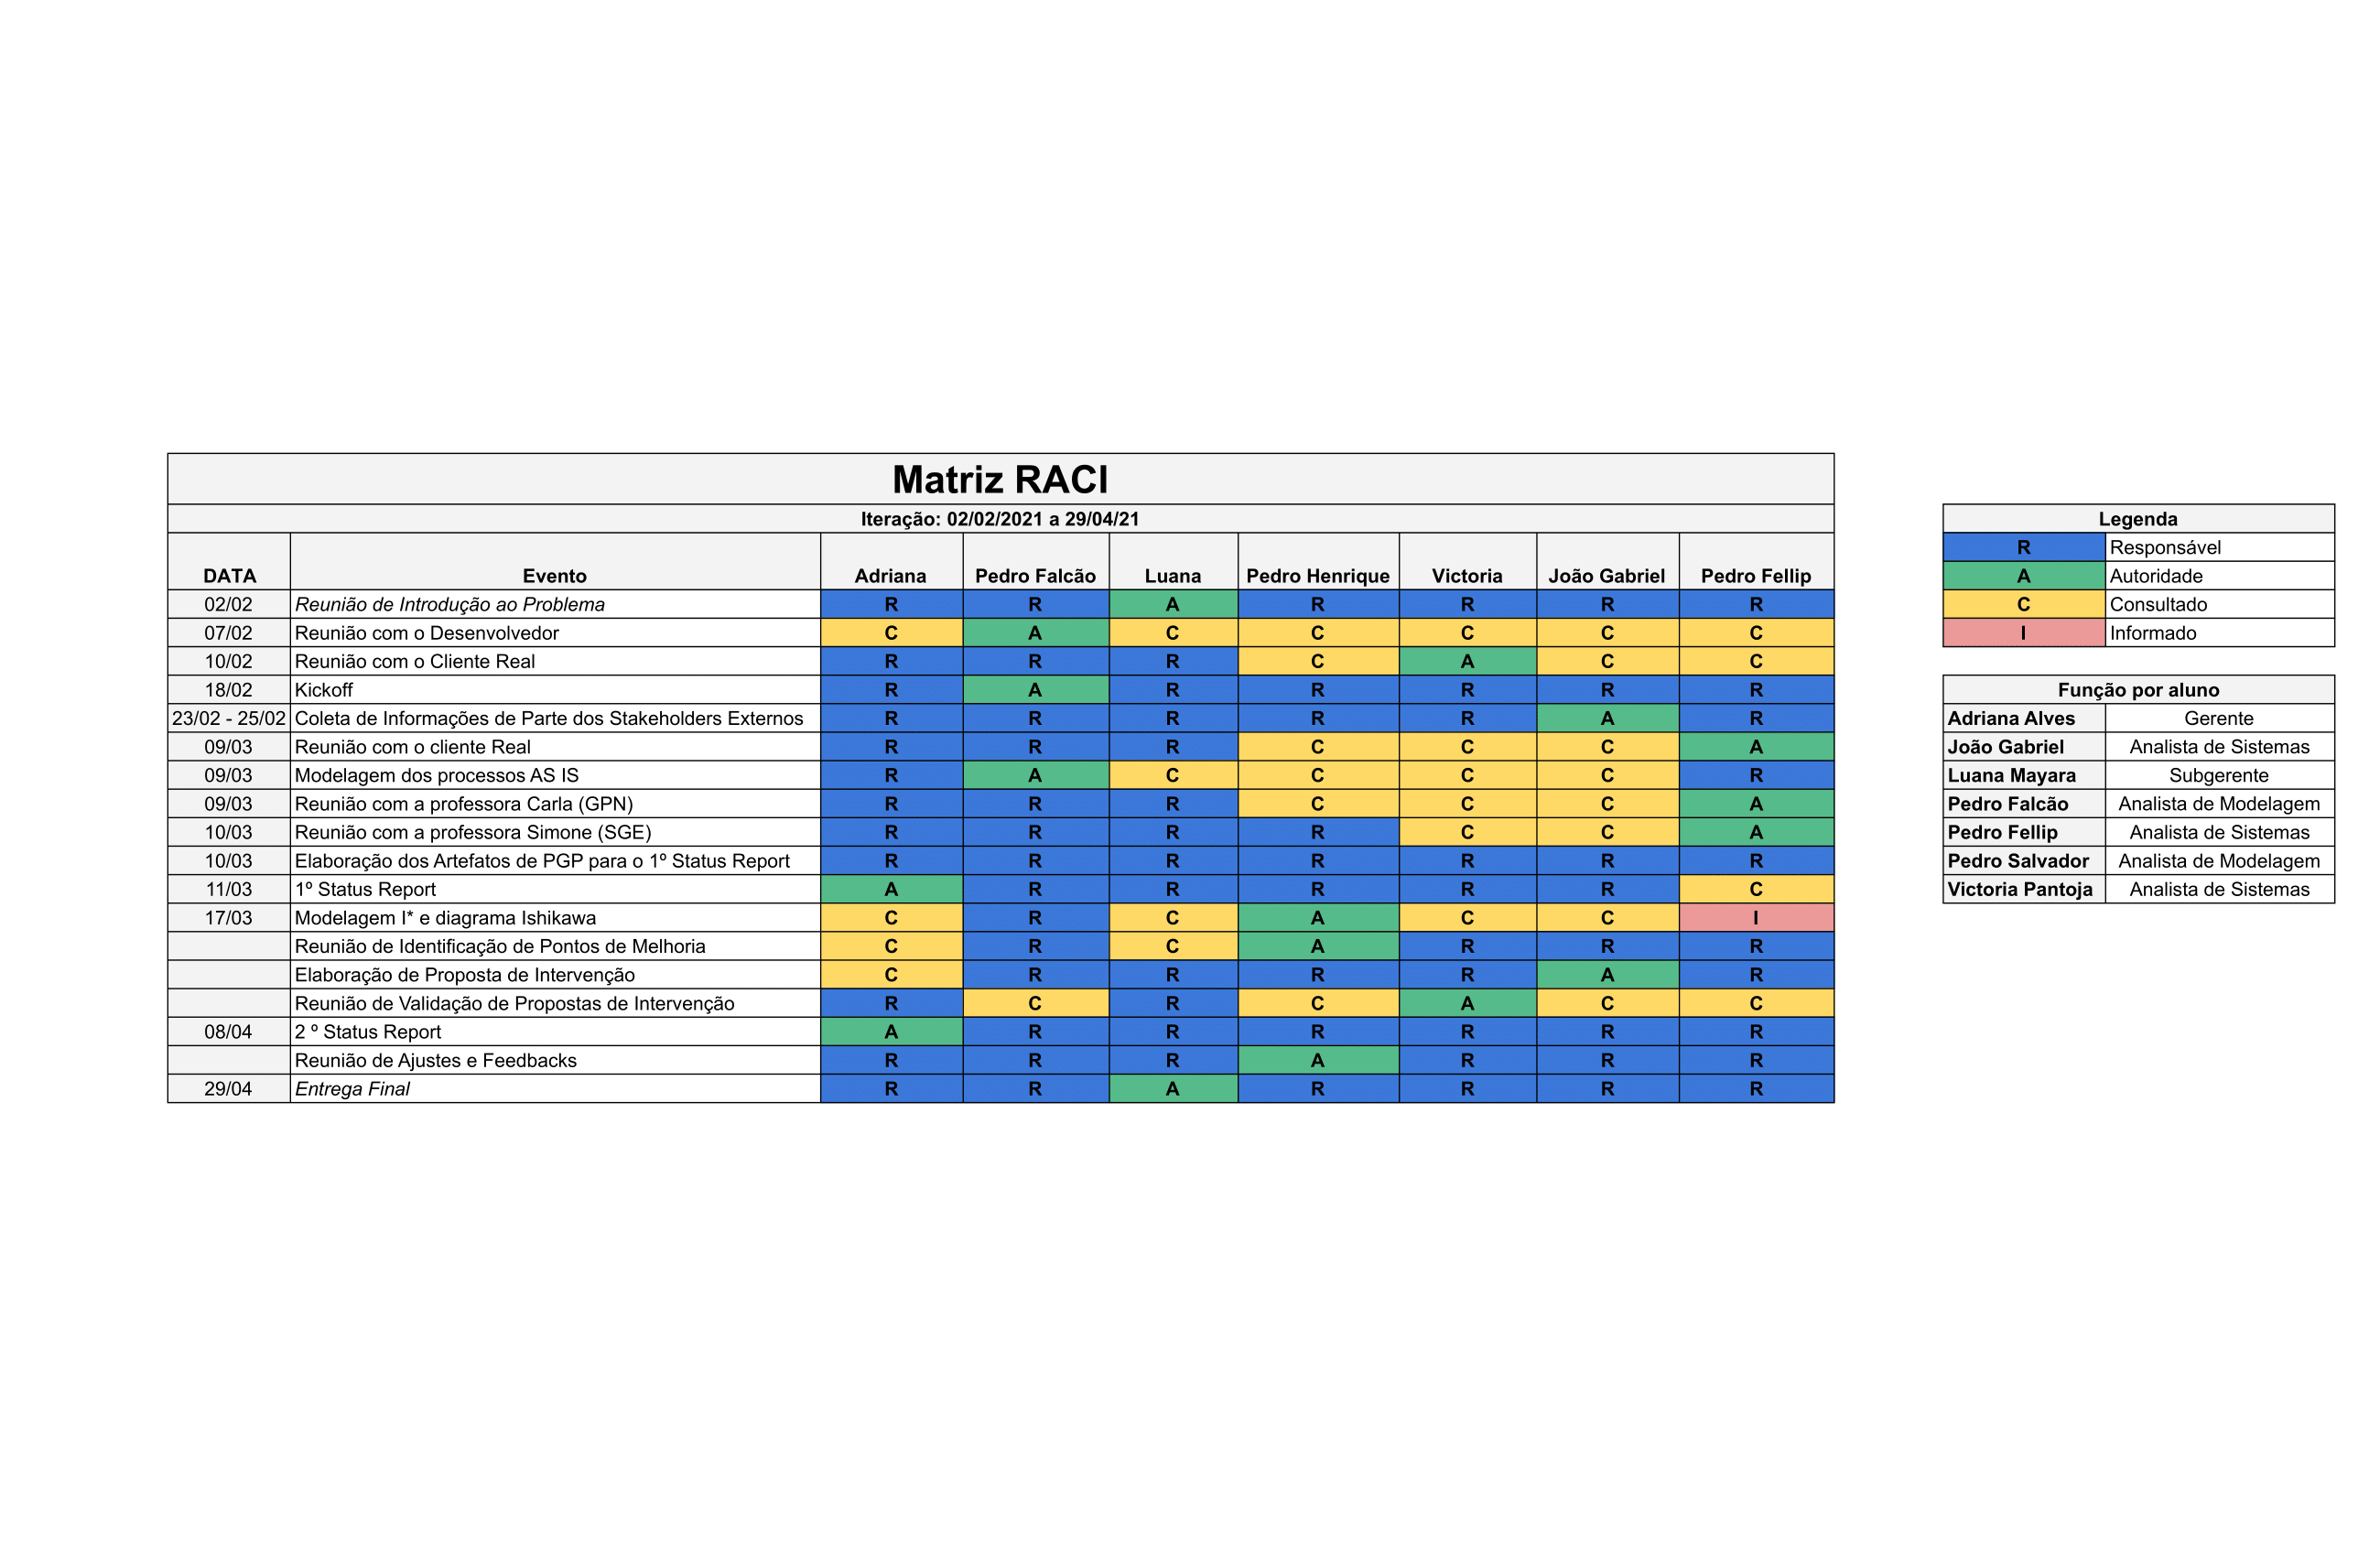 Matriz RACI
Iteração: 02/02/2021 a 29/04/21
DATA Evento Adriana Pedro Falcão Luana Pedro Henrique Victoria João Gabriel Pedro Fellip
02/02 Reunião de Introdução ao Problema R R A R R R R
07/02 Reunião com o Desenvolvedor C A C C C C C
10/02 Reunião com o Cliente Real R R R C A C C
18/02 Kickoff R A R R R R R
23/02 - 25/02 Coleta de Informações de Parte dos Stakeholders Externos R R R R R A R
09/03 Reunião com o cliente Real R R R C C C A
09/03 Modelagem dos processos AS IS R A C C C C R
09/03 Reunião com a professora Carla (GPN) R R R C C C A
10/03 Reunião com a professora Simone (SGE) R R R R C C A
10/03 Elaboração dos Artefatos de PGP para o 1º Status Report R R R R R R R
11/03 1º Status Report A R R R R R C
17/03 Modelagem I* e diagrama Ishikawa C R C A C C I
Reunião de Identificação de Pontos de Melhoria C R C A R R R
Elaboração de Proposta de Intervenção C R R R R A R
Reunião de Validação de Propostas de Intervenção R C R C A C C
08/04 2 º Status Report A R R R R R R
Reunião de Ajustes e Feedbacks R R R A R R R
29/04 Entrega Final R R A R R R R
Legenda
R Responsável
A Autoridade
C Consultado
I Informado
Função por aluno
Adriana Alves Gerente
João Gabriel Analista de Sistemas
Luana Mayara Subgerente
Pedro Falcão Analista de Modelagem
Pedro Fellip Analista de Sistemas
Pedro Salvador Analista de Modelagem
Victoria Pantoja Analista de Sistemas